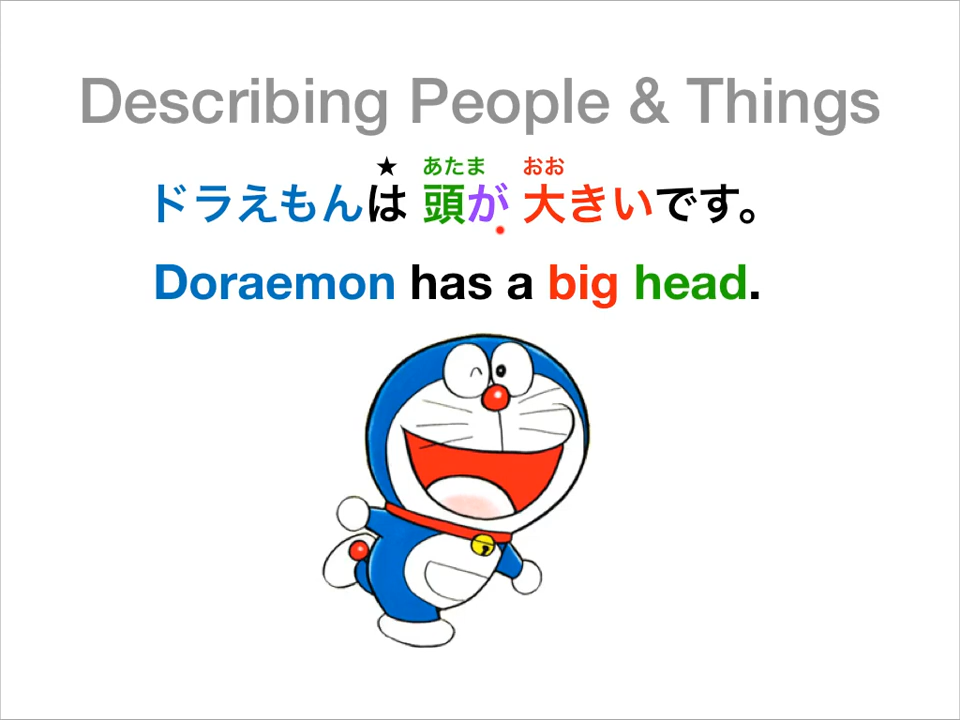 Describing People & Things
★ あたま おお
ドラえもんは 頭が 大きいです。
Doraemon has a big head.